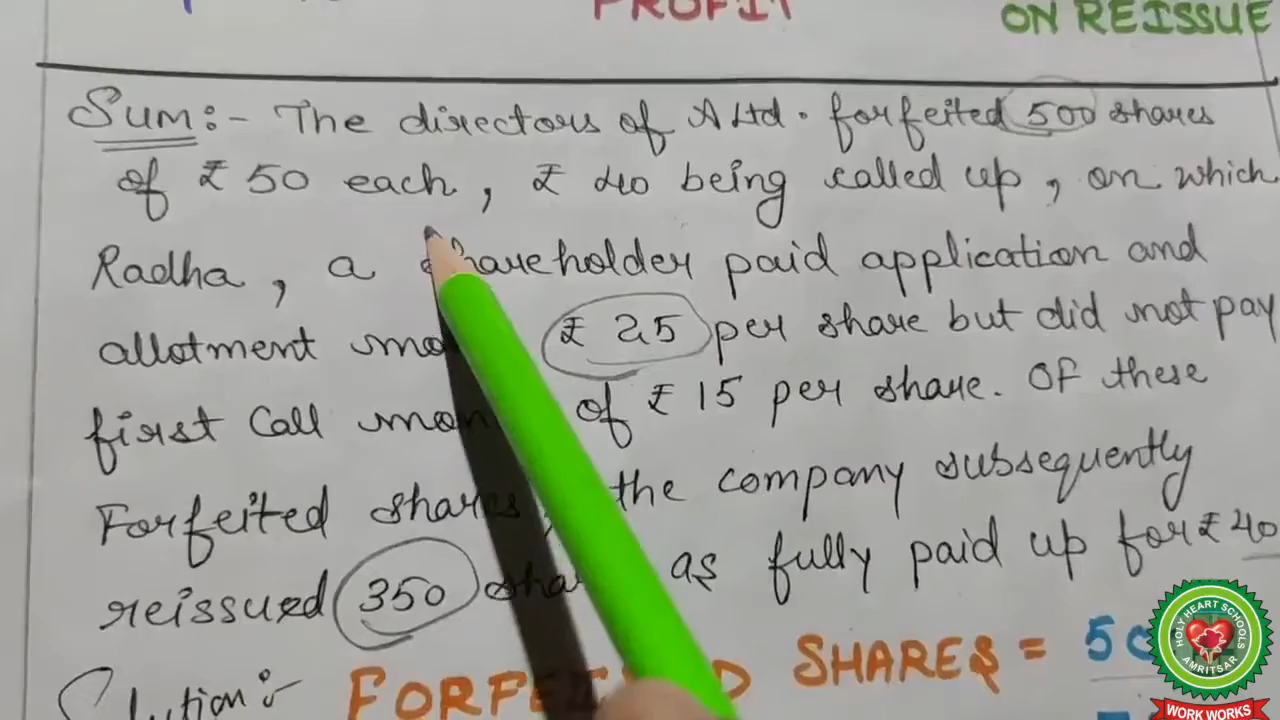 PROFIT ON REISSUE
Sum:- The directors of A Ltd. forfeited 500 shares
of ₹ 50 each, ₹ 40 being called up, on which
Radha, a shareholder paid application and
allotment ₹ 25 per share but did not pay
first Call of ₹ 15 per share. Of these
Forfeited shares, the company subsequently
reissued 350 as fully paid up for ₹ 40
Solution:- SHARES =
HOLY HEART SCHOOLS
AMRITSAR
WORK WORKS